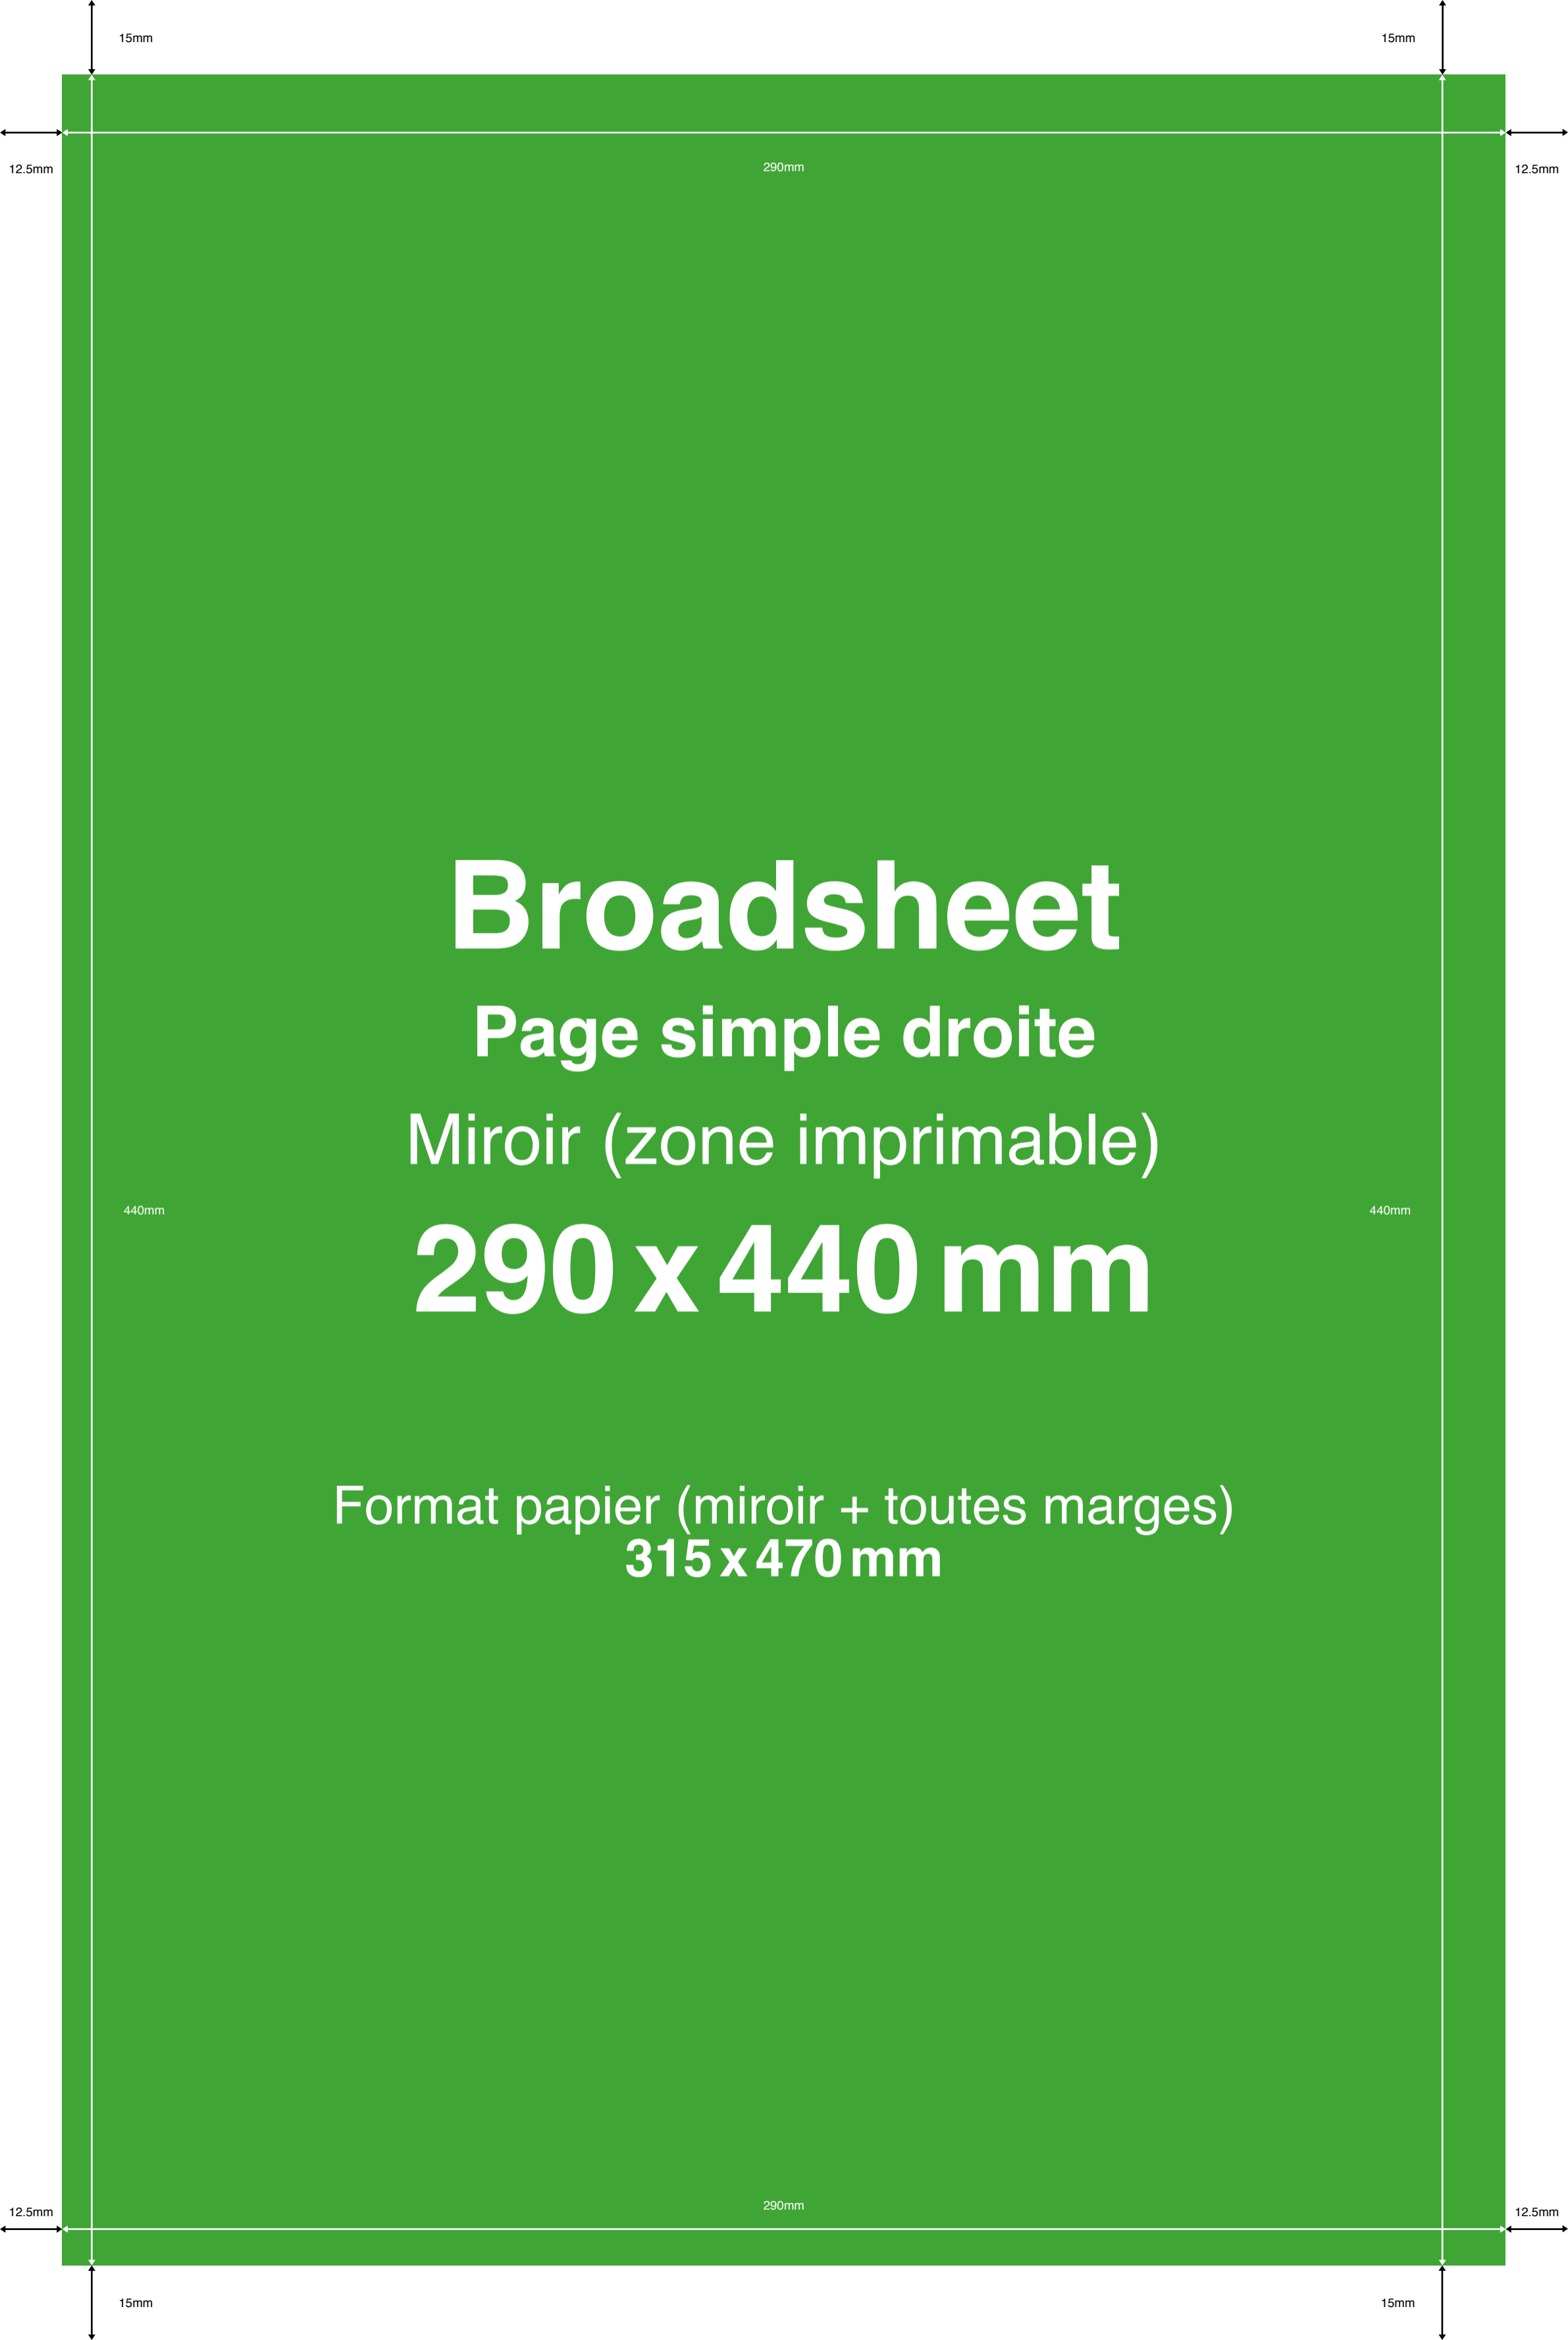 15mm 15mm
12.5mm 290mm 12.5mm
Broadsheet
Page simple droite
Miroir (zone imprimable)
440mm 440mm
290 x 440 mm
Format papier (miroir + toutes marges)
315 x 470 mm
12.5mm 290mm 12.5mm
15mm 15mm